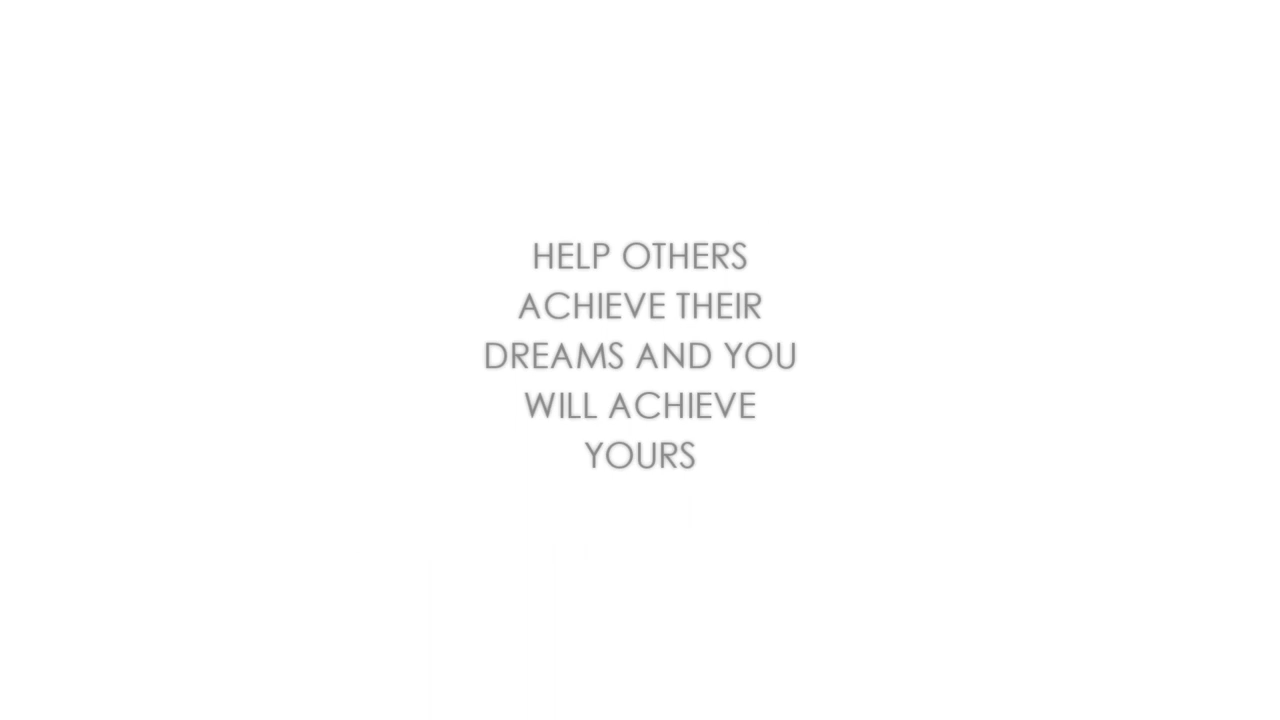 HELP OTHERS
ACHIEVE THEIR
DREAMS AND YOU
WILL ACHIEVE
YOURS